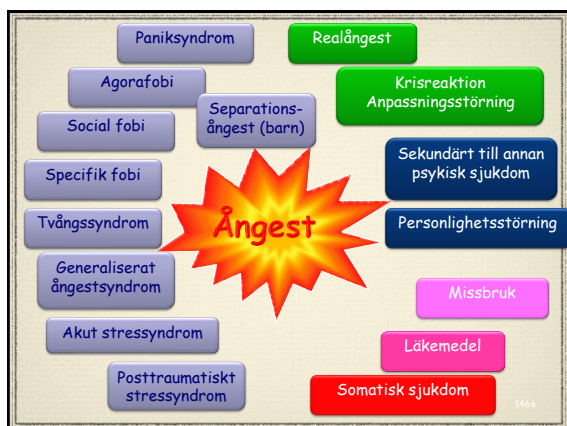 Paniksyndrom
Realångest
Agorafobi
Krisreaktion
Anpassningsstörning
Separations-
ångest (barn)
Social fobi
Sekundärt till annan
psykisk sjukdom
Specifik fobi
Tvångssyndrom
Ångest
Personlighetsstörning
Generaliserat
ångestsyndrom
Missbruk
Akut stressyndrom
Läkemedel
Posttraumatiskt
stressyndrom
Somatisk sjukdom
1466